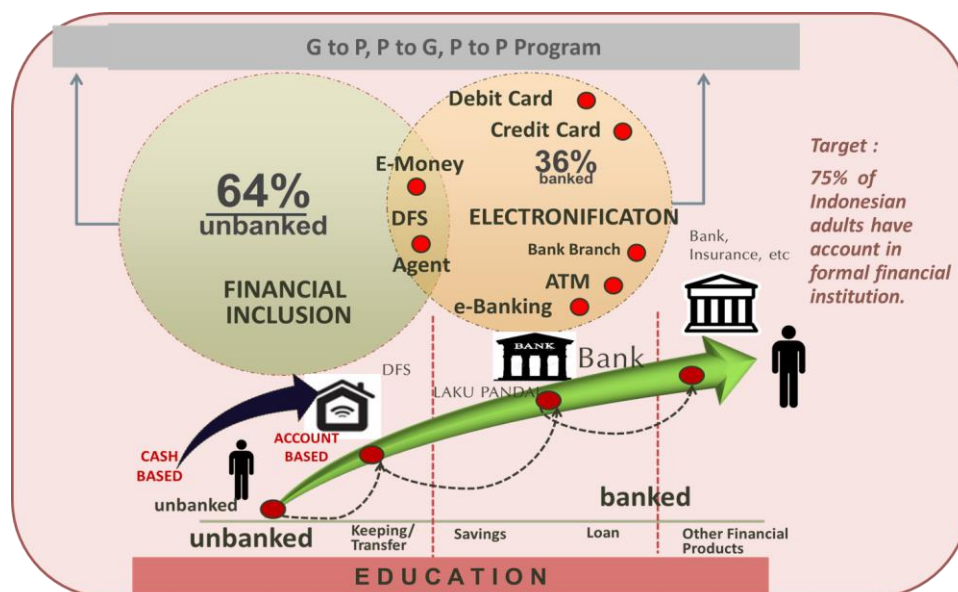 G to P, P to G, P to P Program
64%
unbanked
FINANCIAL
INCLUSION
E-Money
DFS
Agent
Debit Card
Credit Card
36%
banked
ELECTRONIFICATON
Bank Branch
ATM
e-Banking
Target :
75% of
Indonesian
adults have
account in
formal financial
institution.
Bank,
Insurance, etc
BANK
Bank
DFS
LAKU PANDAI
CASH
BASED
ACCOUNT
BASED
unbanked
banked
unbanked
Keeping/
Transfer
Savings
Loan
Other Financial
Products
EDUCATION